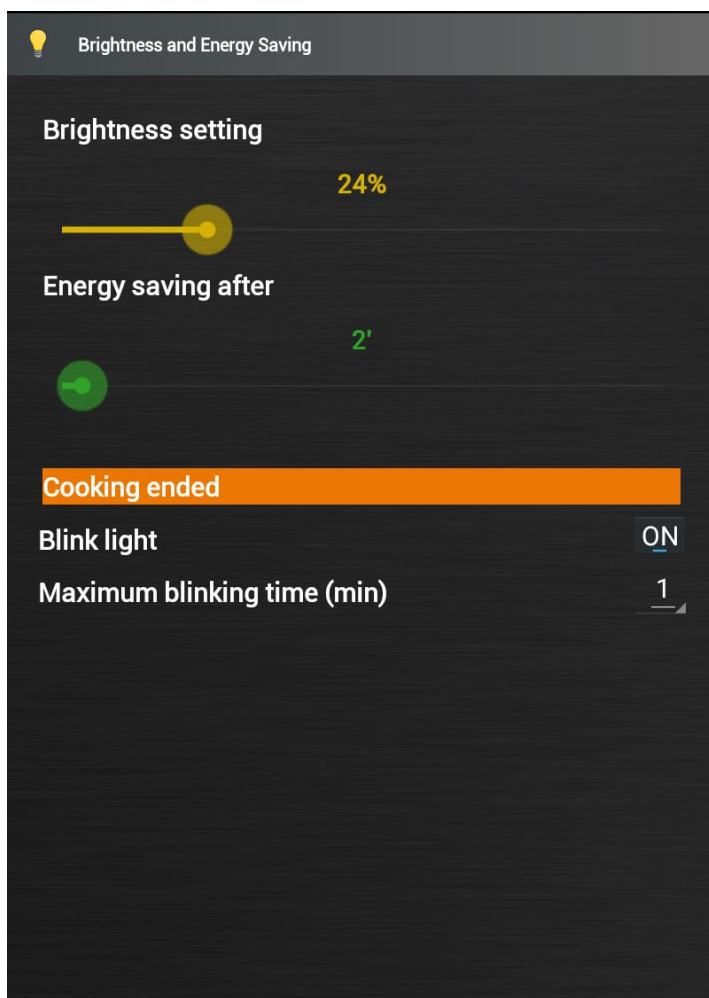 Brightness and Energy Saving
Brightness setting
24%
Energy saving after
2'
Cooking ended
Blink light ON
Maximum blinking time (min) 1